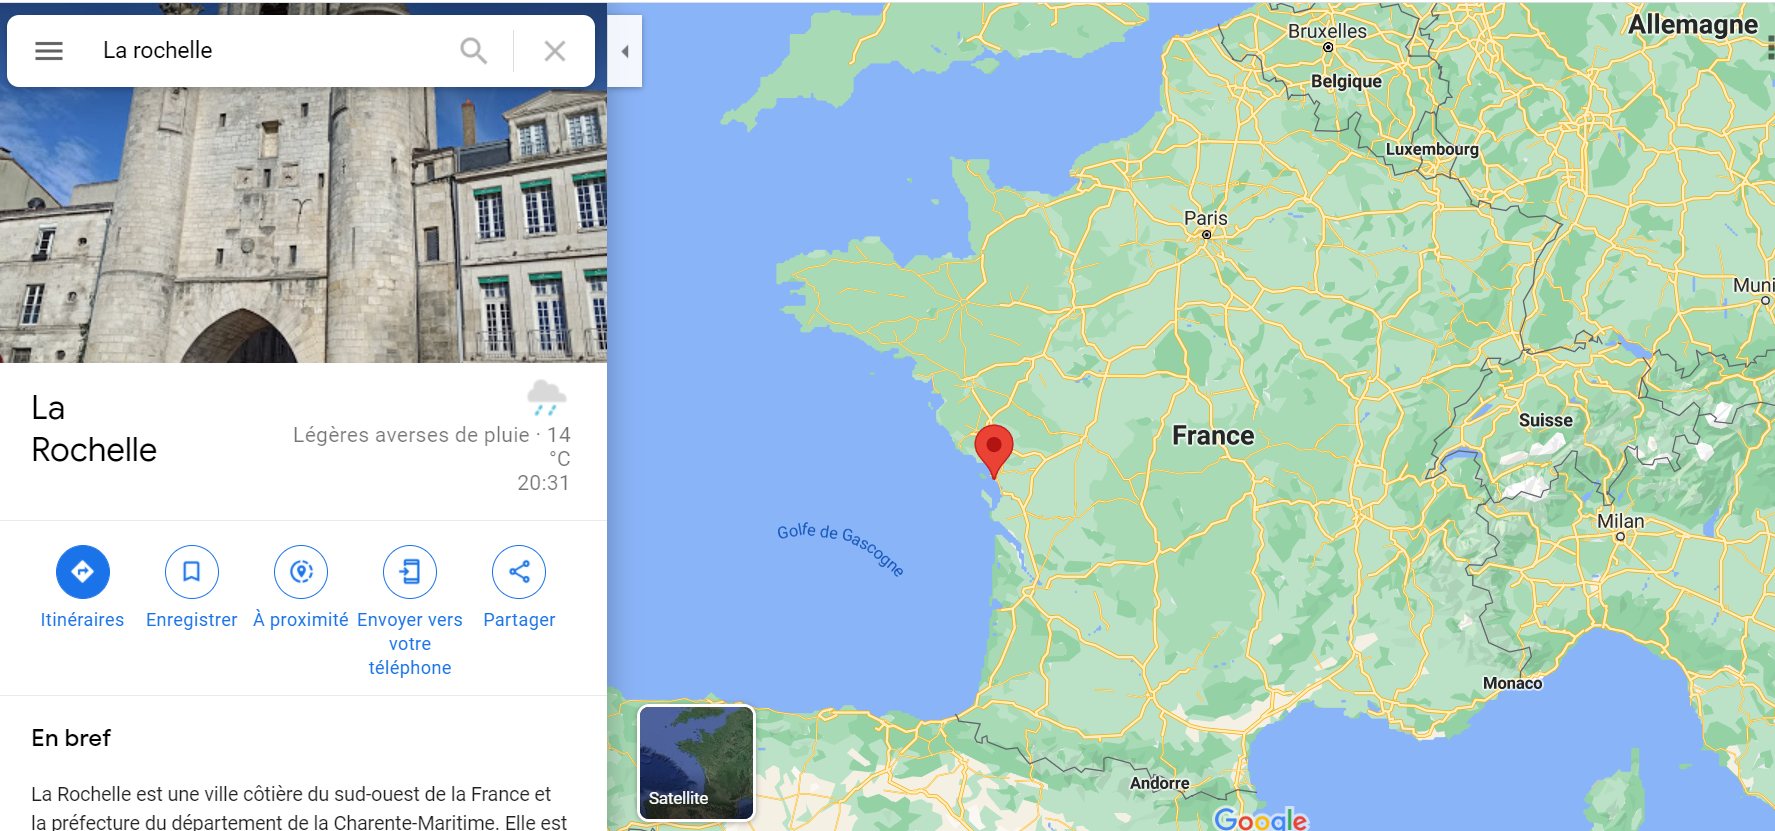 La rochelle
La
Rochelle
Légères averses de pluie · 14
°C
20:31
Itinéraires
Enregistrer
À proximité
Envoyer vers
votre
téléphone
Partager
En bref
La Rochelle est une ville côtière du sud-ouest de la France et
la préfecture du département de la Charente-Maritime. Elle est
Allemagne
Bruxelles
Belgique
Luxembourg
Paris
Muni
France
Suisse
Golfe de Gascogne
Milan
Monaco
Andorre
Satellite
Google